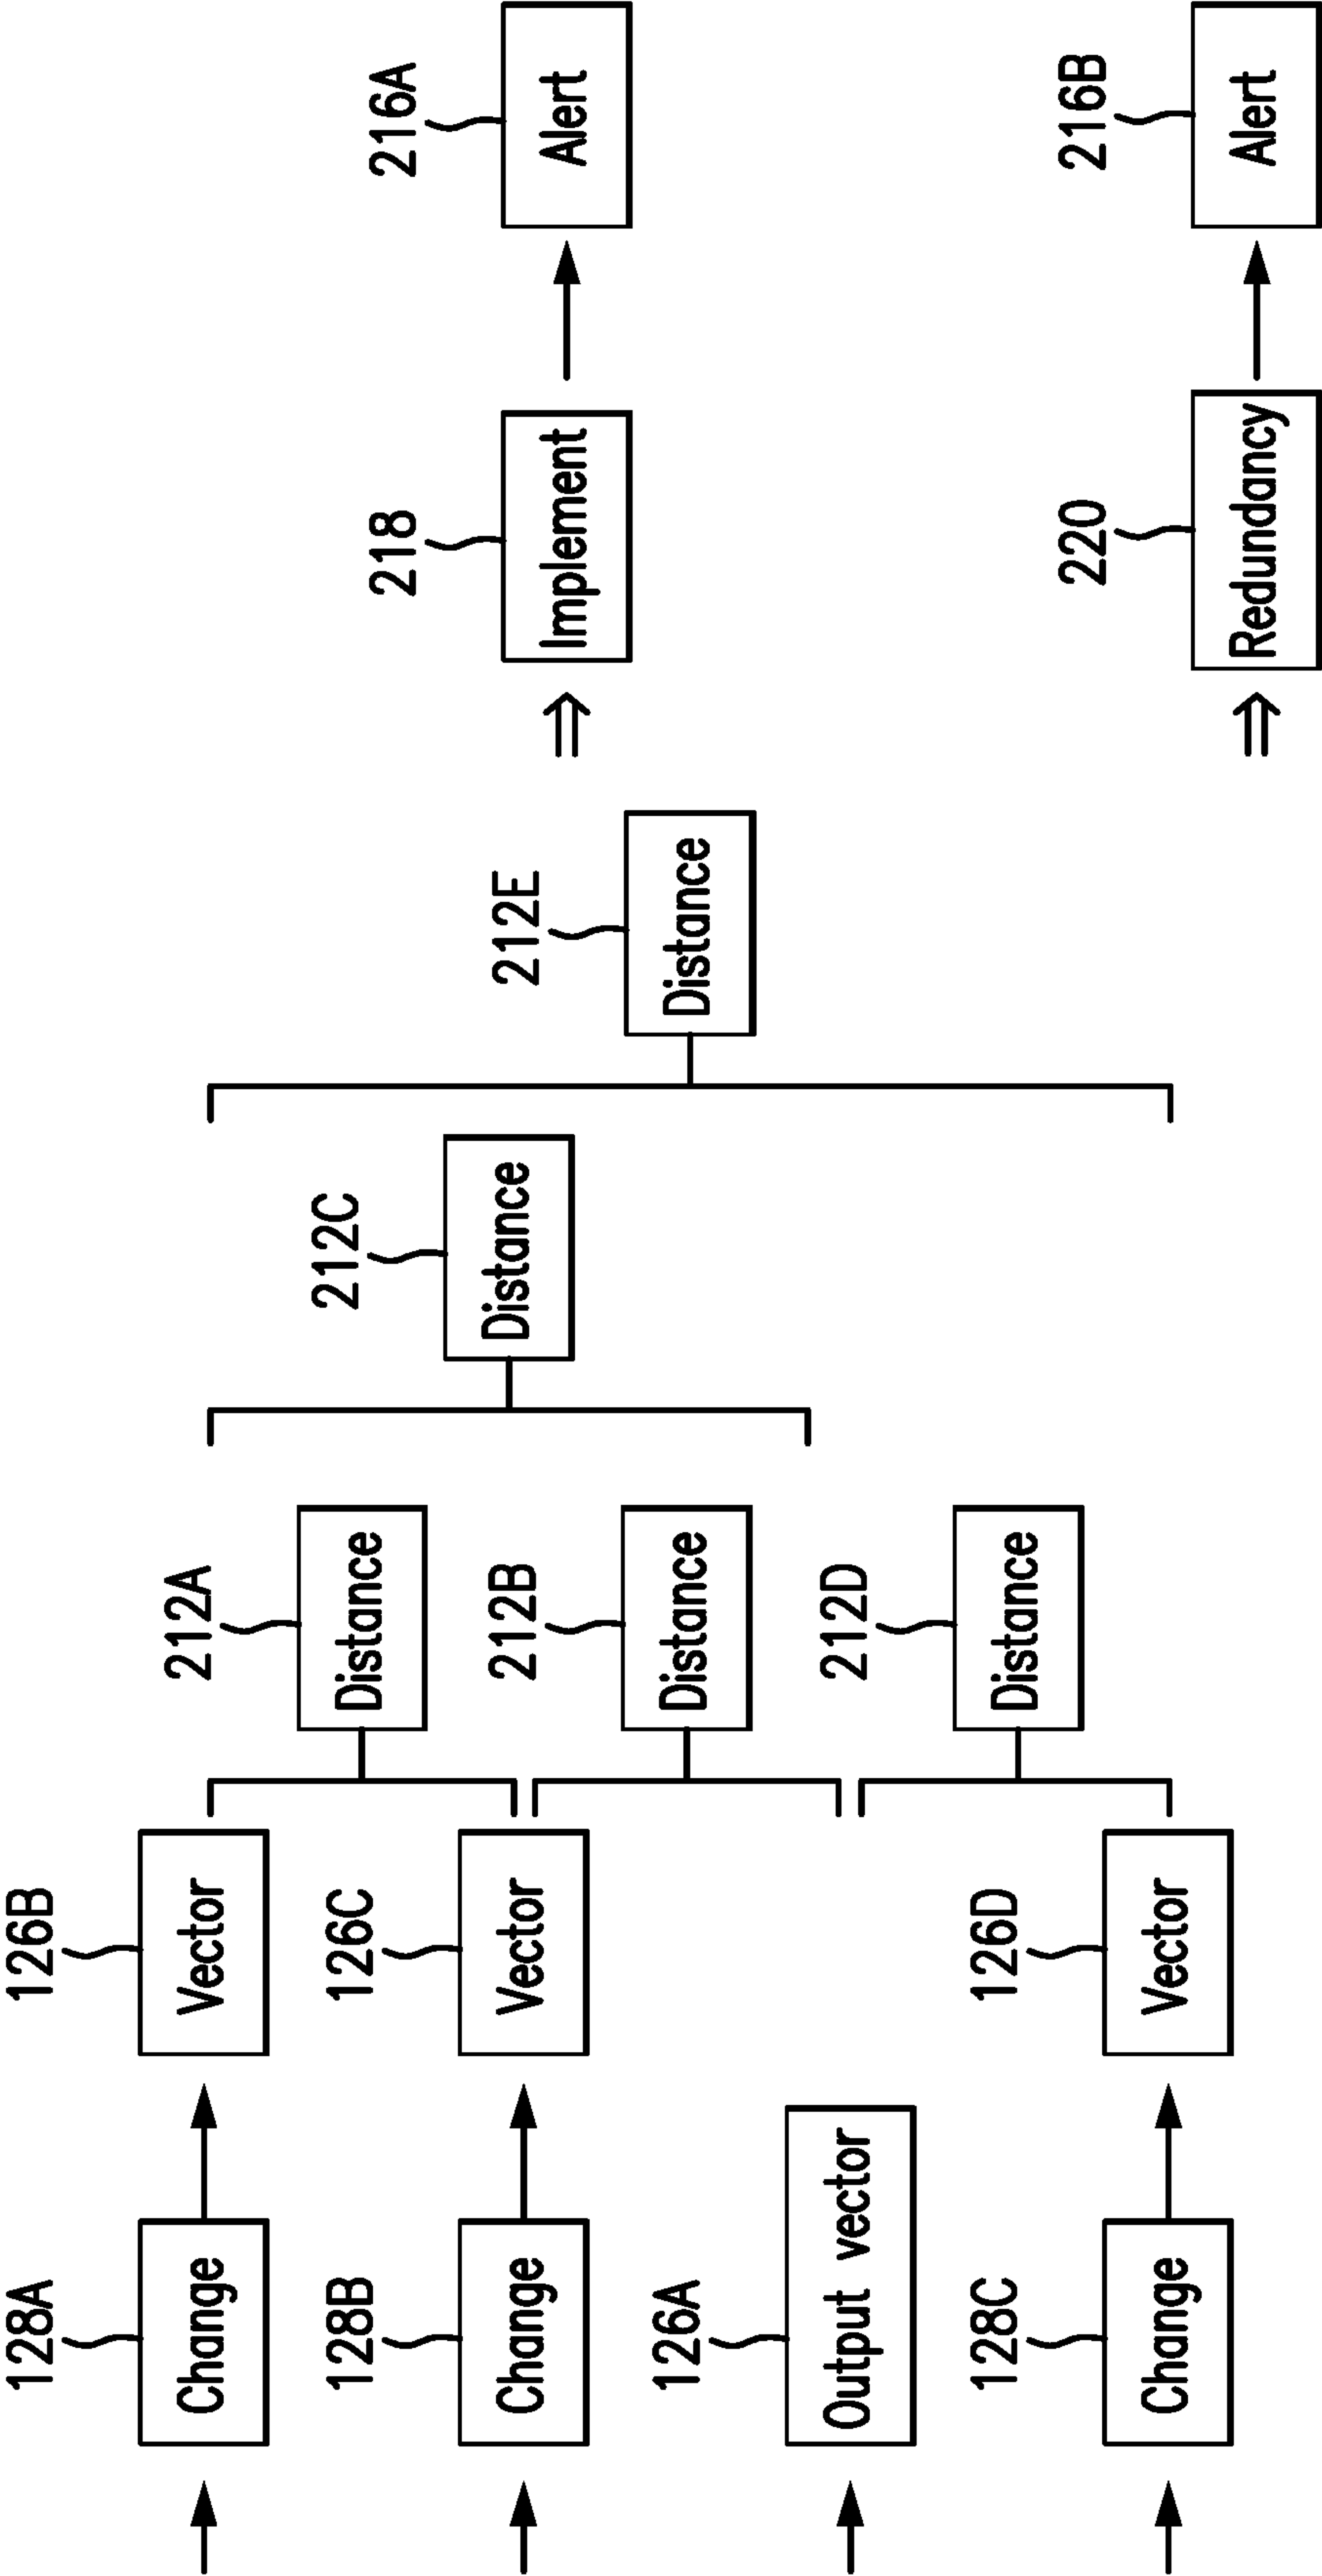 128A
Change
126B
Vector
212A
Distance
128B
Change
126C
Vector
212B
Distance
126A
Output vector
128C
Change
126D
Vector
212D
Distance
212C
Distance
212E
Distance
218
Implement
216A
Alert
220
Redundancy
216B
Alert